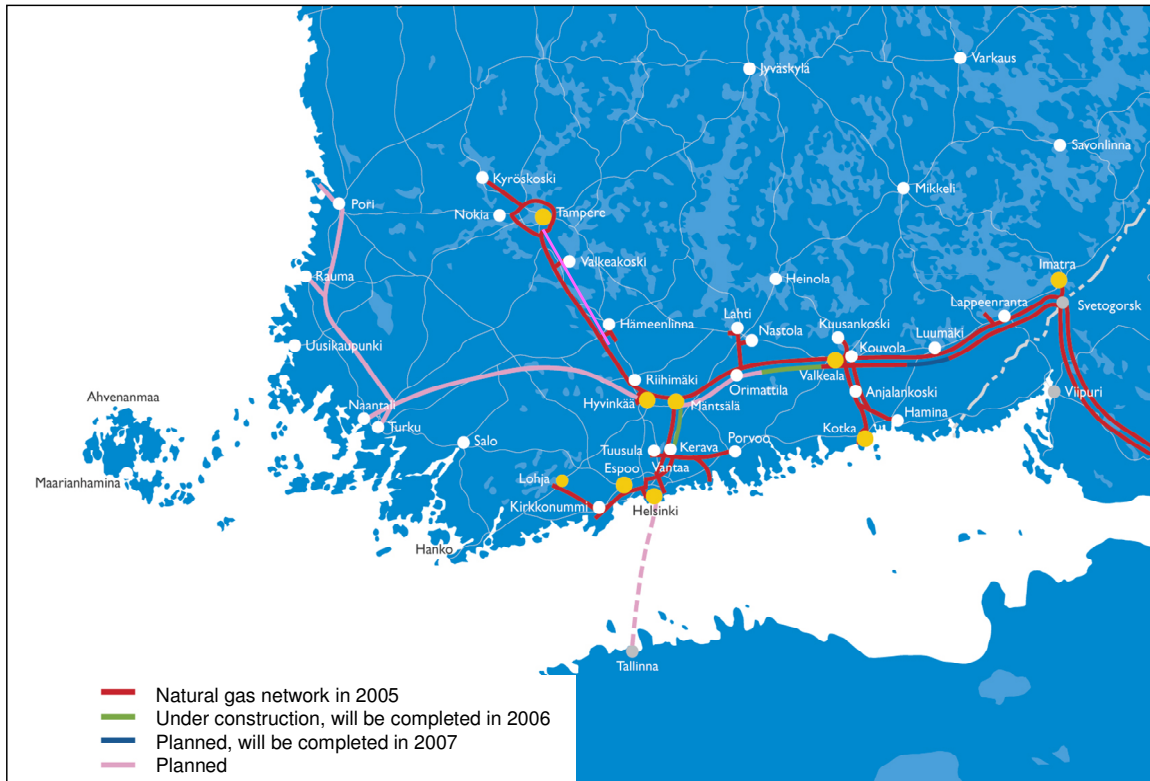 Jyväskylä
Varkaus
Savonlinna
Kyröskoski
Mikkeli
Pori
Nokia
Tampere
Valkeakoski
Imatra
Rauma
Heinola
Svetogorsk
Lappeenranta
Hämeenlinna
Lahti
Nastola
Kuusankoski
Luumäki
Uusikaupunki
Kouvola
Valkeala
Riihimäki
Orimattila
Ahvenanmaa
Hyvinkää
Mäntsälä
Anjalankoski
Viipuri
Naantali
Turku
Hamina
Kotka
Salo
Tuusula
Kerava
Porvoo
Espoo
Vantaa
Maarianhamina
Lohja
Kirkkonummi
Helsinki
Hanko
Tallinna
Natural gas network in 2005
Under construction, will be completed in 2006
Planned, will be completed in 2007
Planned